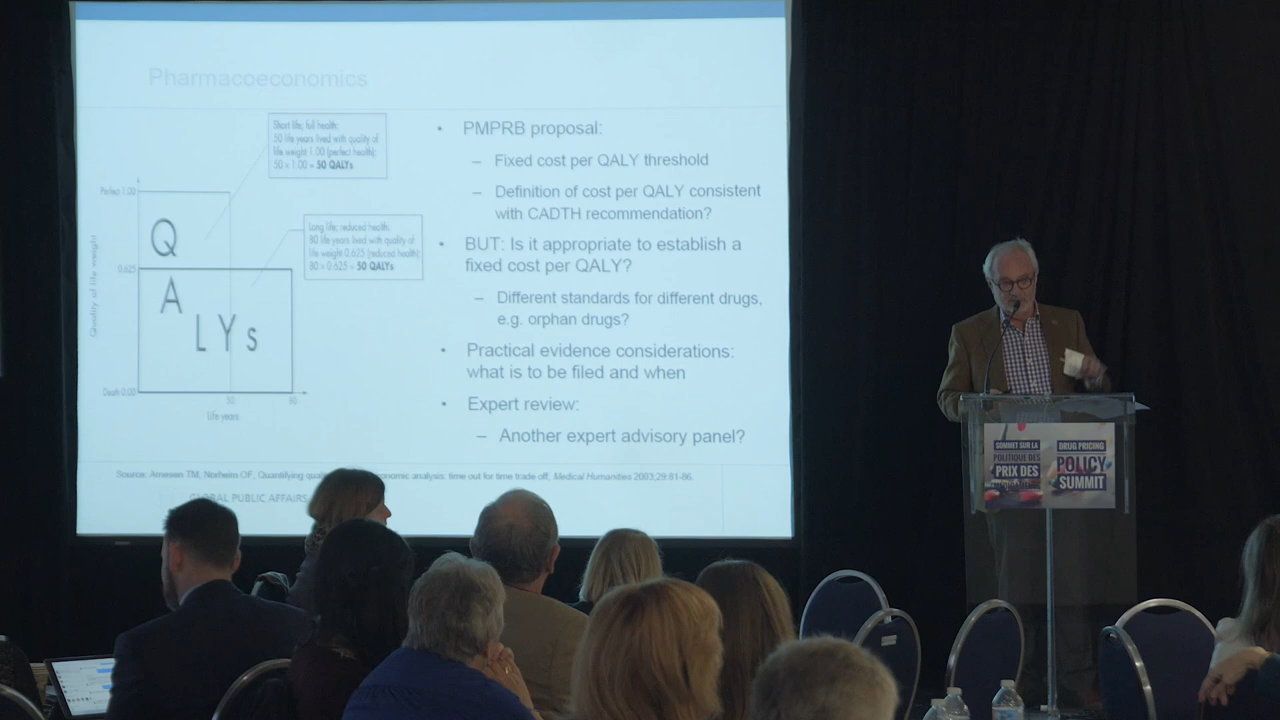 Pharmacoeconomics
Short life; full health:
50 life years lived with quality of
life weight 1.00 (perfect health):
50 x 1.00 = 50 QALYs
Long life; reduced health:
80 life years lived with quality of
life weight 0.625 (reduced health):
80 x 0.625 = 50 QALYs
Perfect 1.00
0.625
Death 0.00
Quality of life weight
Q
A
L Y s
50
80
life years
• PMPRB proposal:
– Fixed cost per QALY threshold
– Definition of cost per QALY consistent
with CADTH recommendation?
• BUT: Is it appropriate to establish a
fixed cost per QALY?
– Different standards for different drugs,
e.g. orphan drugs?
• Practical evidence considerations:
what is to be filed and when
• Expert review:
– Another expert advisory panel?
Source: Arnesen TM, Norheim OF, Quantifying economic analysis: time out for time trade off, Medical Humanities 2003;29:81-86.
GLOBAL PUBLIC AFFAIRS
SOMMET SUR LA
POLITIQUE DES
PRIX DES
DRUG PRICING
POLICY
SUMMIT